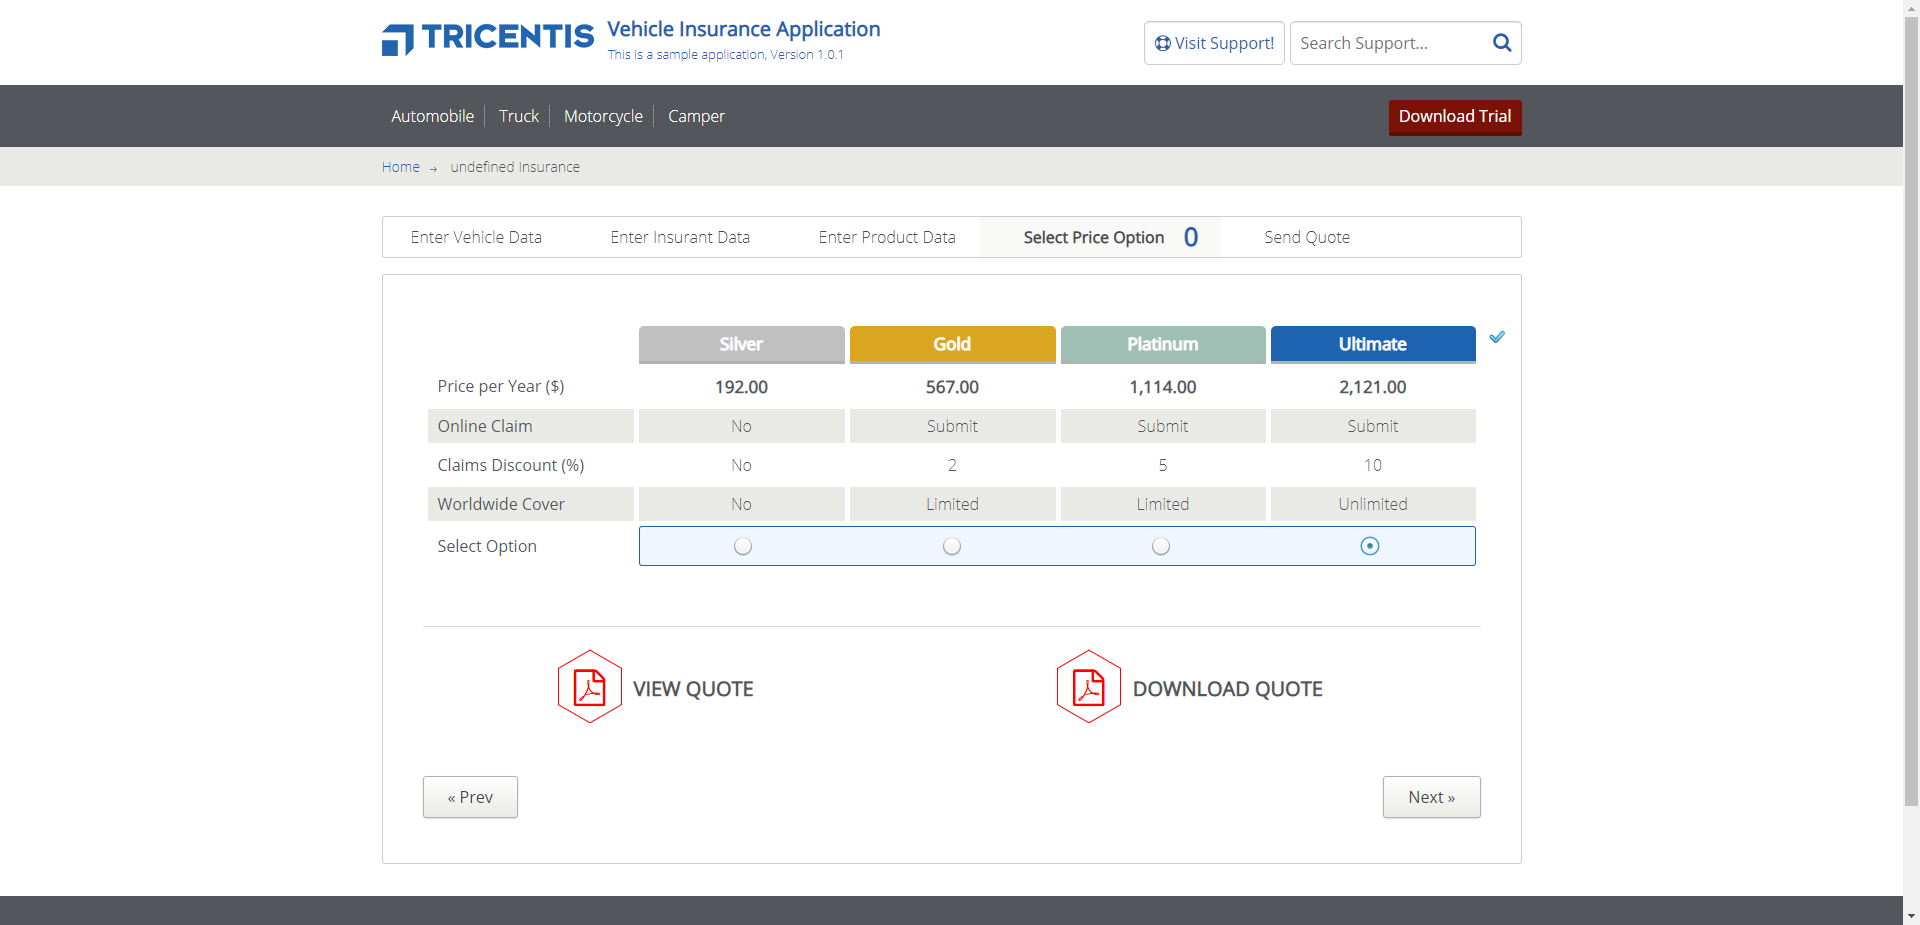 TRICENTIS
Vehicle Insurance Application
This is a sample application, Version 1.0.1
Visit Support!
Search Support...
Automobile
Truck
Motorcycle
Camper
Download Trial
Home → undefined Insurance
Enter Vehicle Data
Enter Insurant Data
Enter Product Data
Select Price Option 0
Send Quote
Silver Gold Platinum Ultimate
Price per Year ($) 192.00 567.00 1,114.00 2,121.00
Online Claim No Submit Submit Submit
Claims Discount (%) No 2 5 10
Worldwide Cover No Limited Limited Unlimited
Select Option
VIEW QUOTE
DOWNLOAD QUOTE
« Prev
Next »